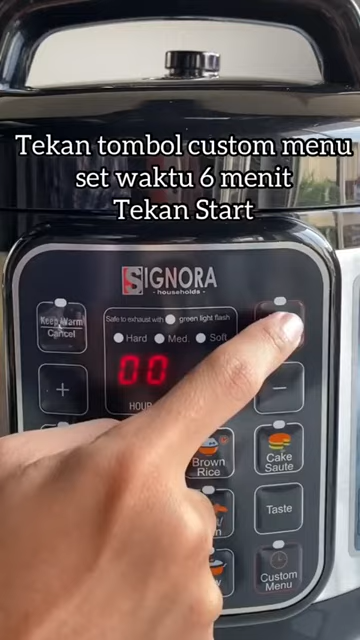 Tekan tombol custom menu
set waktu 6 menit
Tekan Start
SIGNORA
- households -
Keep Warm
Cancel
Safe to exhaust with green light flash
Hard Med. Soft
00
HOUR
+
-
Brown
Rice
Cake
Saute
Taste
Custom
Menu